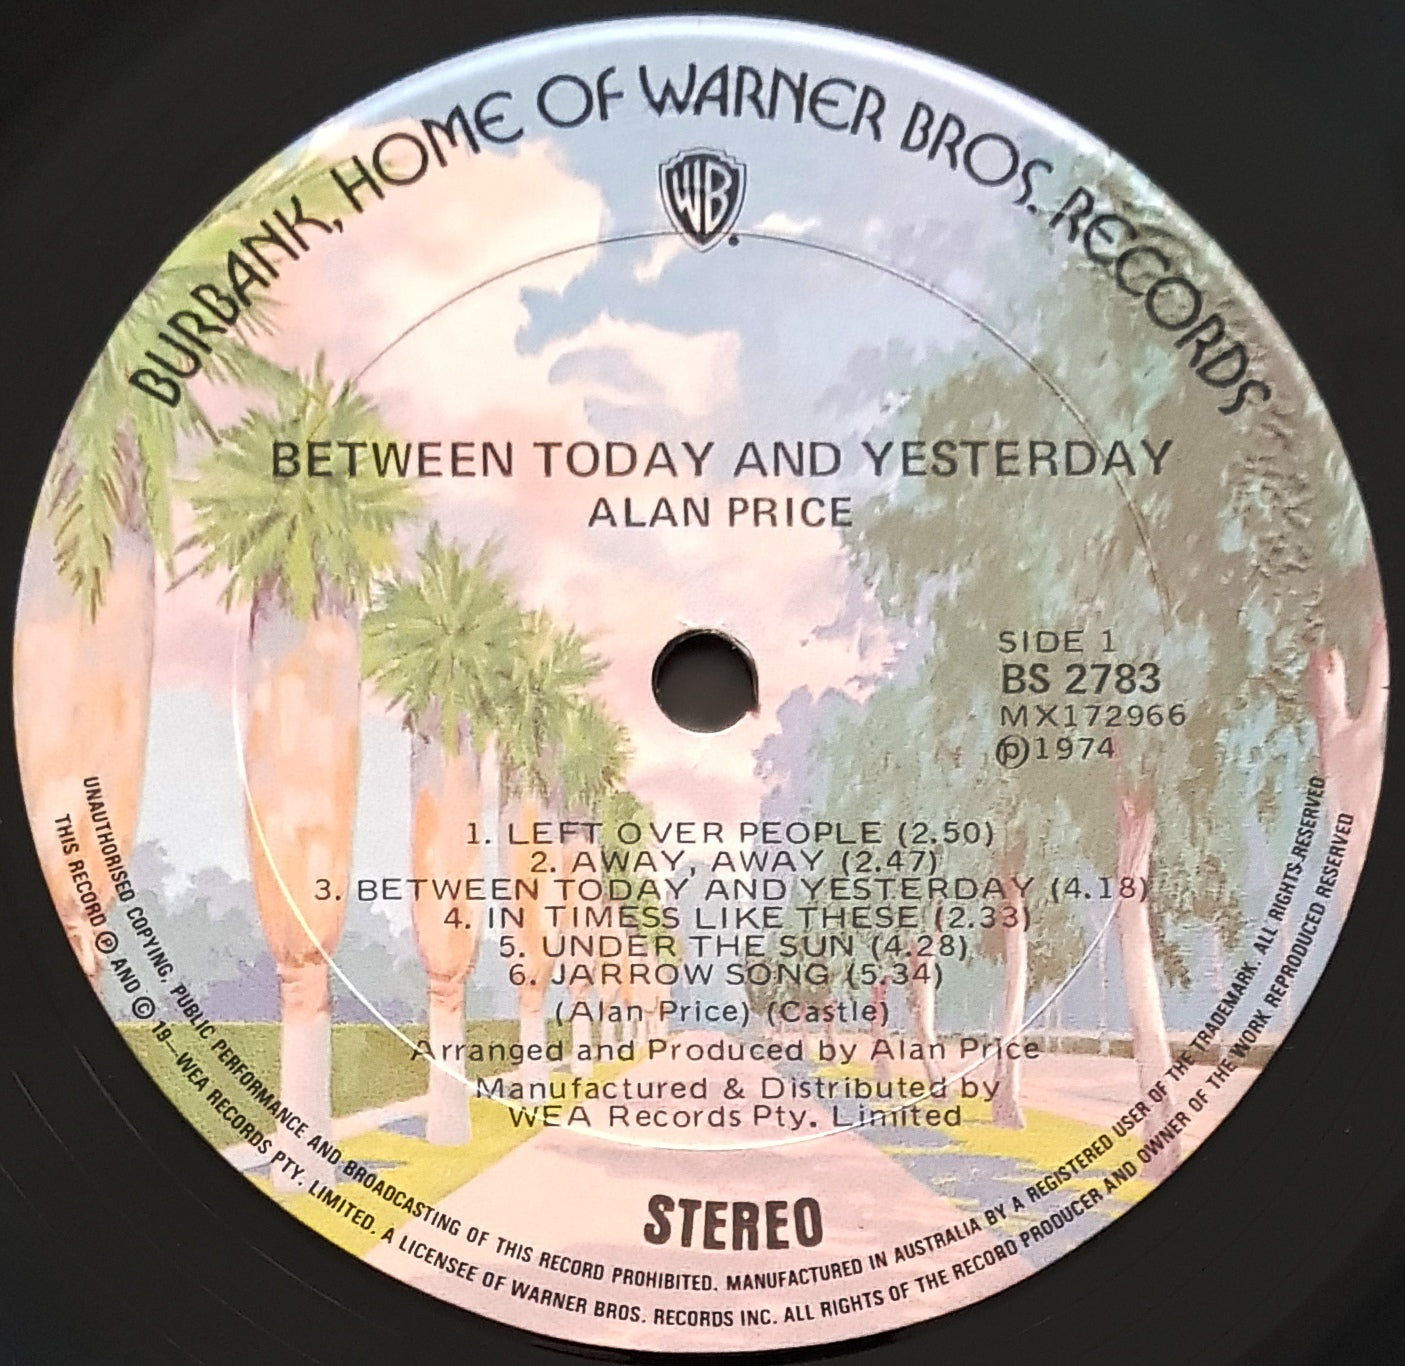 BURBANK, HOME OF WARNER BROS. RECORDS
WB
BETWEEN TODAY AND YESTERDAY
ALAN PRICE
SIDE 1
BS 2783
MX172966
Ⓟ1974
1. LEFT OVER PEOPLE (2.50)
2. AWAY, AWAY (2.47)
3. BETWEEN TODAY AND YESTERDAY (4.18)
4. IN TIMESS LIKE THESE (2.33)
5. UNDER THE SUN (4.28)
6. JARROW SONG (5.34)
(Alan Price) (Castle)
Arranged and Produced by Alan Price
Manufactured & Distributed by
WEA Records Pty. Limited
STEREO
UNAUTHORISED COPYING, PUBLIC PERFORMANCE AND BROADCASTING OF THIS RECORD PROHIBITED. MANUFACTURED IN AUSTRALIA BY A REGISTERED USER OF THE TRADEMARK. ALL RIGHTS RESERVED
THIS RECORD Ⓟ AND © 19— WEA RECORDS PTY. LIMITED. A LICENSEE OF WARNER BROS. RECORDS INC. ALL RIGHTS OF THE RECORD PRODUCER AND OWNER OF THE WORK REPRODUCED RESERVED